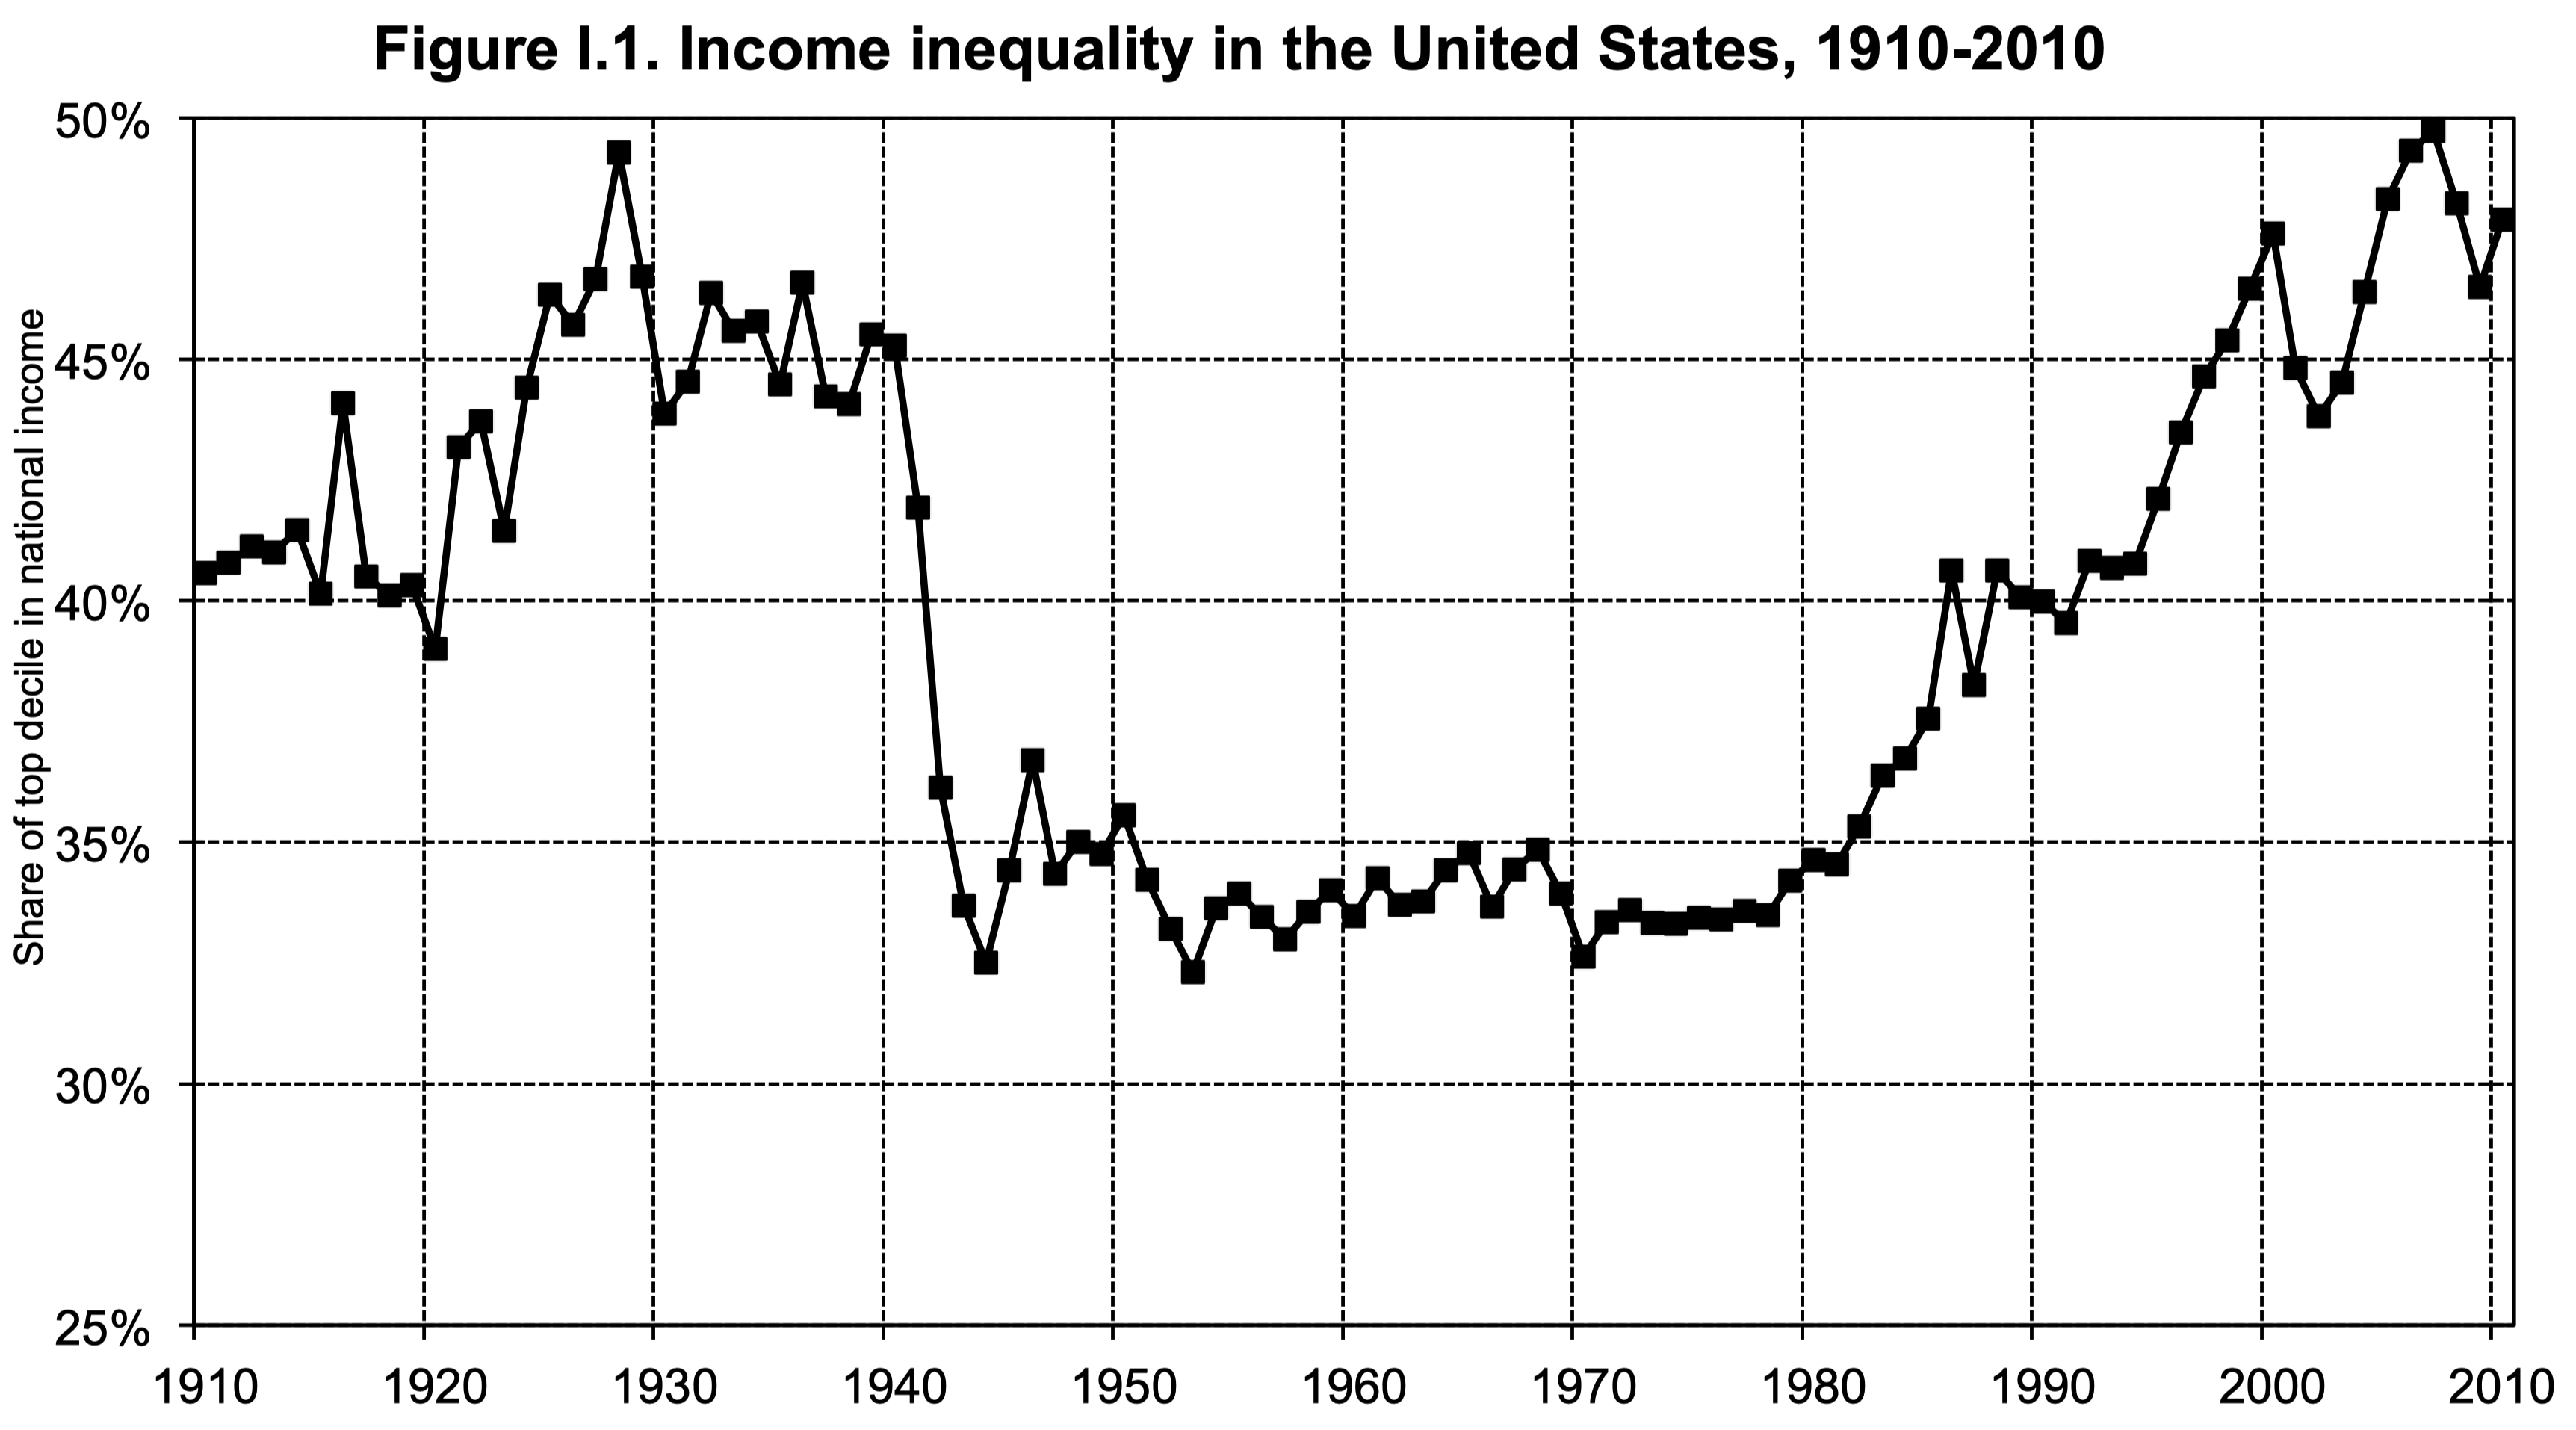 Figure I.1. Income inequality in the United States, 1910-2010
Share of top decile in national income
50%
45%
40%
35%
30%
25%
1910 1920 1930 1940 1950 1960 1970 1980 1990 2000 2010